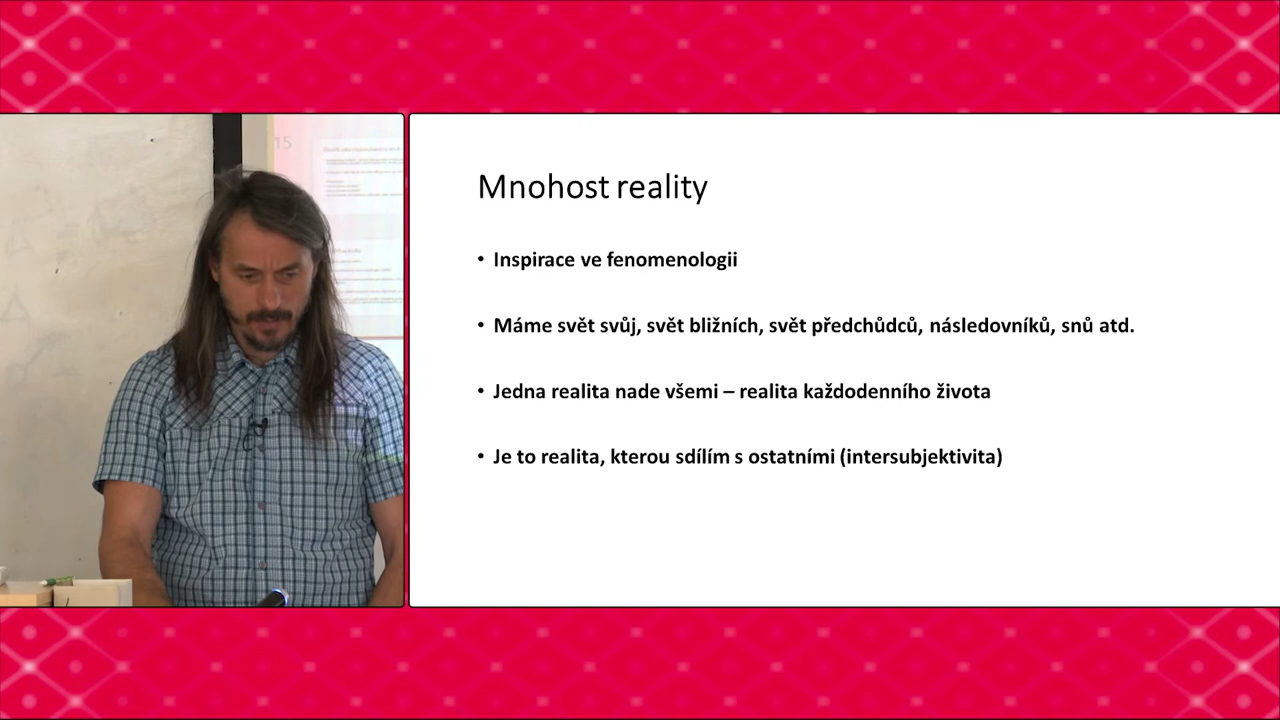 15
Mnohost reality
• Inspirace ve fenomenologii
• Máme svět svůj, svět bližních, svět předchůdců, následovníků, snů atd.
• Jedna realita nade všemi – realita každodenního života
• Je to realita, kterou sdílím s ostatními (intersubjektivita)